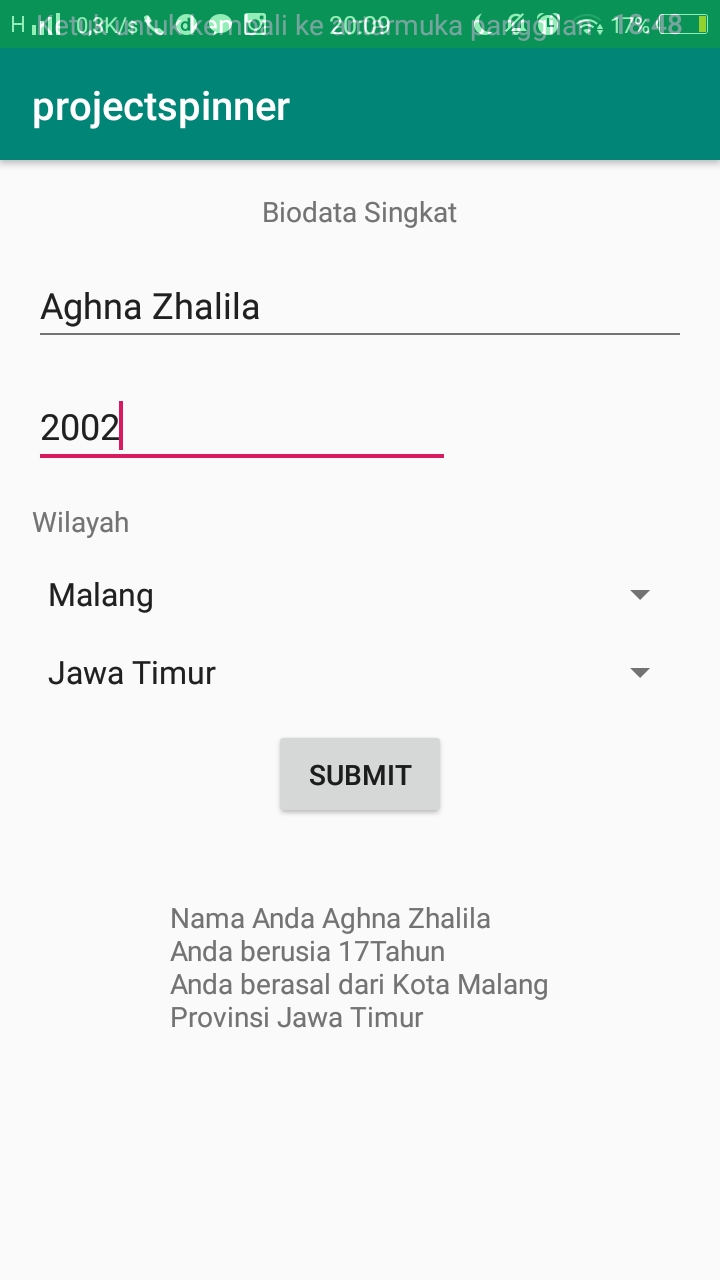 H 0,3K/s 20:09 17%
Ketuk untuk kembali ke antarmuka panggilan 18:48
projectspinner
Biodata Singkat
Aghna Zhalila
2002
Wilayah
Malang
Jawa Timur
SUBMIT
Nama Anda Aghna Zhalila
Anda berusia 17Tahun
Anda berasal dari Kota Malang
Provinsi Jawa Timur